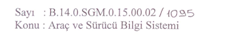 Sayı : B.14.0.SGM.0.15.00.02 / 1095
Konu : Araç ve Sürücü Bilgi Sistemi